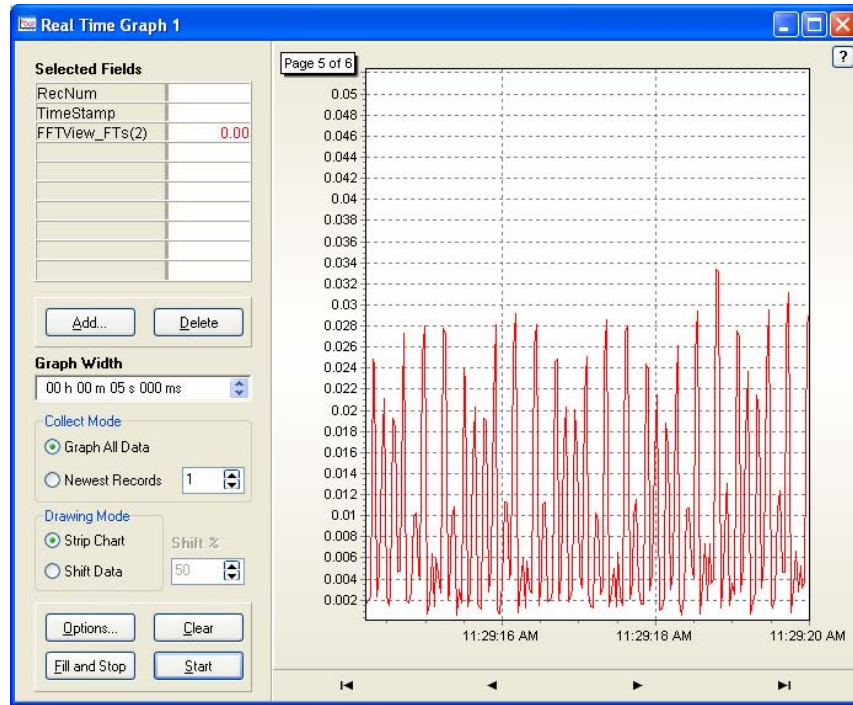 Real Time Graph 1
Selected Fields
RecNum
TimeStamp
FFTView_FTs(2) 0.00
Add... Delete
Graph Width
00 h 00 m 05 s 000 ms
Collect Mode
Graph All Data
Newest Records 1
Drawing Mode
Strip Chart Shift %
Shift Data 50
Options... Clear
Fill and Stop Start
Page 5 of 6
?
0.05
0.048
0.046
0.044
0.042
0.04
0.038
0.036
0.034
0.032
0.03
0.028
0.026
0.024
0.022
0.02
0.018
0.016
0.014
0.012
0.01
0.008
0.006
0.004
0.002
11:29:16 AM 11:29:18 AM 11:29:20 AM